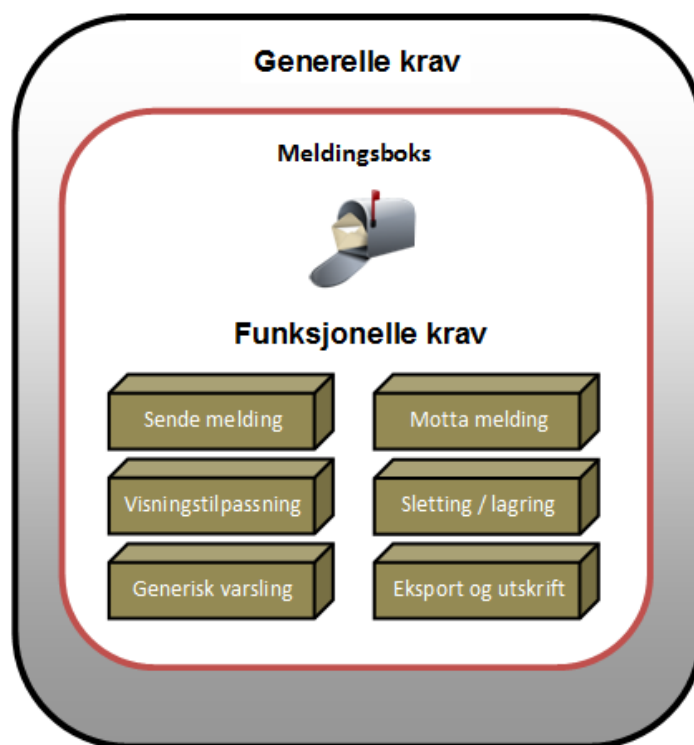 Generelle krav
Meldingsboks
Funksjonelle krav
Sende melding
Motta melding
Visningstilpassning
Sletting / lagring
Generisk varsling
Eksport og utskrift